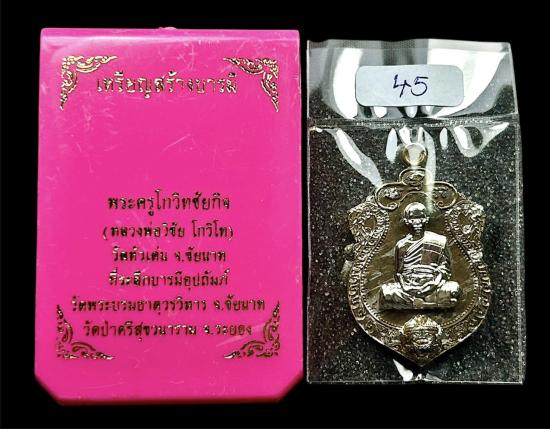 เหรียญสร้างบารมี
พระครูโกวิทชัยกิจ
(หลวงพ่อวิชัย โกวิโท)
วัดหัวเด่น จ.ชัยนาท
ที่ระลึกบารมีอุปถัมภ์
วัดพระบรมธาตุวรวิหาร จ.ชัยนาท
วัดป่าศรีสุขวนาราม จ.ระยอง
45